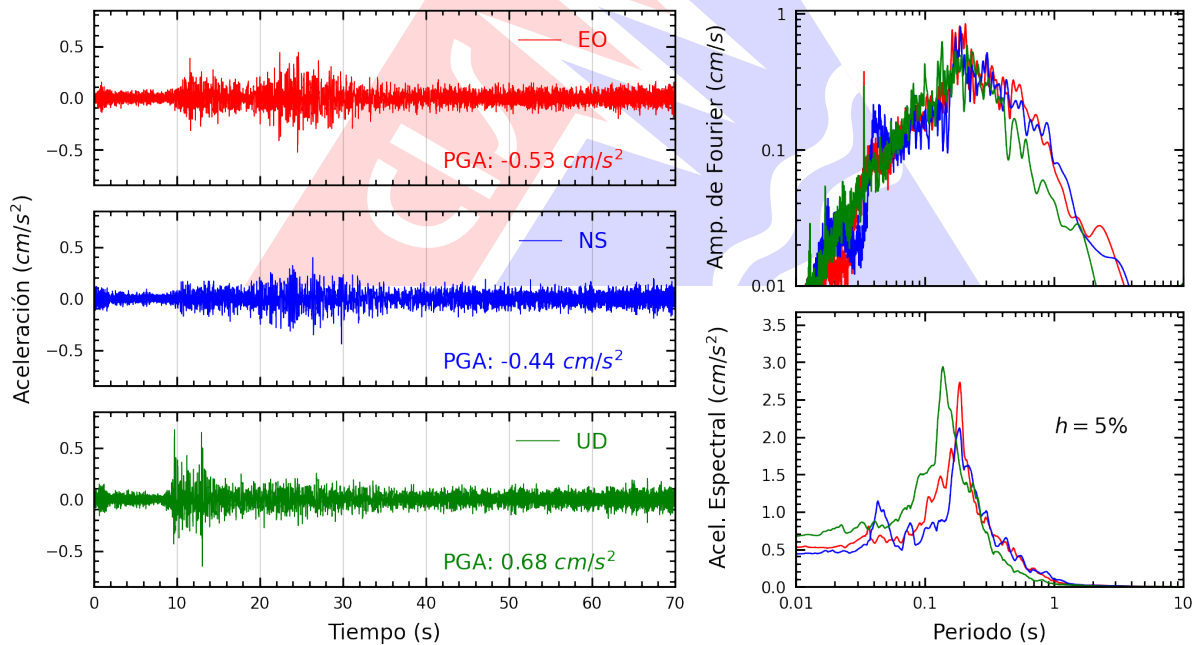 Aceleración (cm/s²)
0.5
0.0
−0.5
EO
PGA: -0.53 cm/s²
0.5
0.0
−0.5
NS
PGA: -0.44 cm/s²
0.5
0.0
−0.5
UD
PGA: 0.68 cm/s²
0 10 20 30 40 50 60 70
Tiempo (s)
Amp. de Fourier (cm/s)
1
0.1
0.01
Acel. Espectral (cm/s²)
3.5
3.0
2.5
2.0
1.5
1.0
0.5
0.0
h = 5%
0.01 0.1 1 10
Periodo (s)